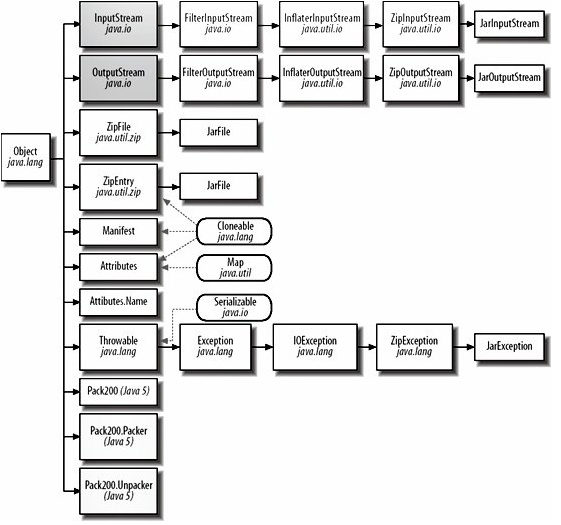 InputStream
java.io
FilterInputStream
java.io
InflaterInputStream
java.util.io
ZipInputStream
java.util.io
JarInputStream
OutputStream
java.io
FilterOutputStream
java.io
InflaterOutputStream
java.util.io
ZipOutputStream
java.util.io
JarOutputStream
ZipFile
java.util.zip
JarFile
Object
java.lang
ZipEntry
java.util.zip
JarFile
Manifest
Cloneable
java.lang
Attributes
Map
java.util
Attibutes.Name
Serializable
java.io
Throwable
java.lang
Exception
java.lang
IOException
java.lang
ZipException
java.lang
JarException
Pack200 (Java 5)
Pack200.Packer
(Java 5)
Pack200.Unpacker
(Java 5)